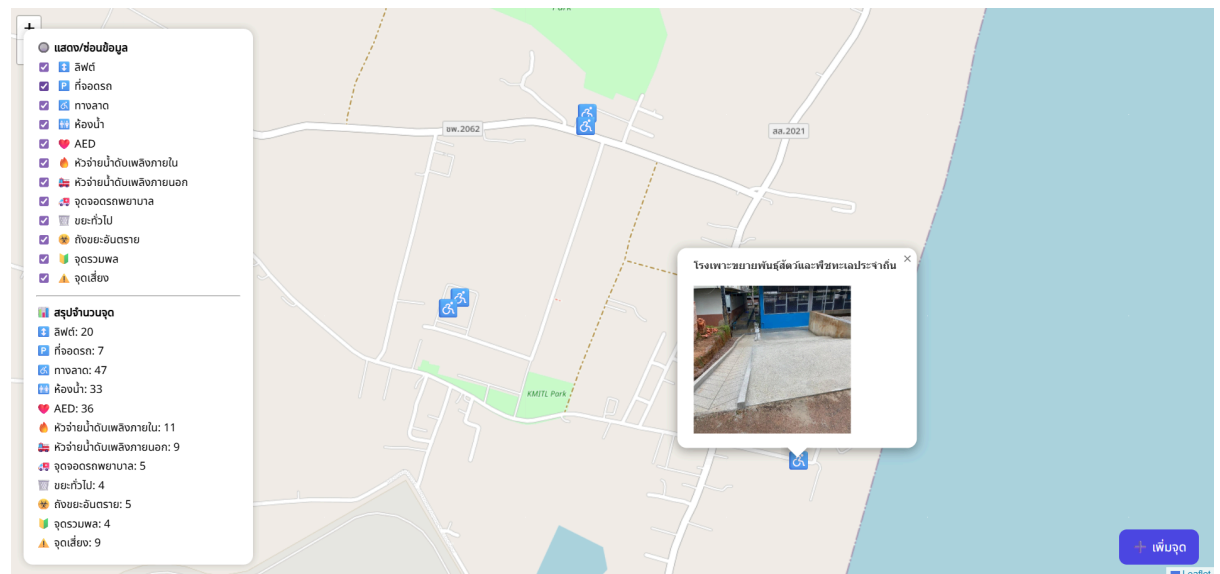 Park
+
แสดง/ซ่อนข้อมูล
ลิฟต์
ที่จอดรถ
ทางลาด
ห้องน้ำ
AED
หัวจ่ายน้ำดับเพลิงภายใน
หัวจ่ายน้ำดับเพลิงภายนอก
จุดจอดรถพยาบาล
ขยะทั่วไป
ถังขยะอันตราย
จุดรวมพล
จุดเสี่ยง
สรุปจำนวนจุด
ลิฟต์: 20
ที่จอดรถ: 7
ทางลาด: 47
ห้องน้ำ: 33
AED: 36
หัวจ่ายน้ำดับเพลิงภายใน: 11
หัวจ่ายน้ำดับเพลิงภายนอก: 9
จุดจอดรถพยาบาล: 5
ขยะทั่วไป: 4
ถังขยะอันตราย: 5
จุดรวมพล: 4
จุดเสี่ยง: 9
ชพ.2062
สฎ.2021
โรงเพาะขยายพันธุ์สัตว์และพืชทะเลประจำถิ่น
×
KMITL Park
+ เพิ่มจุด
Leaflet